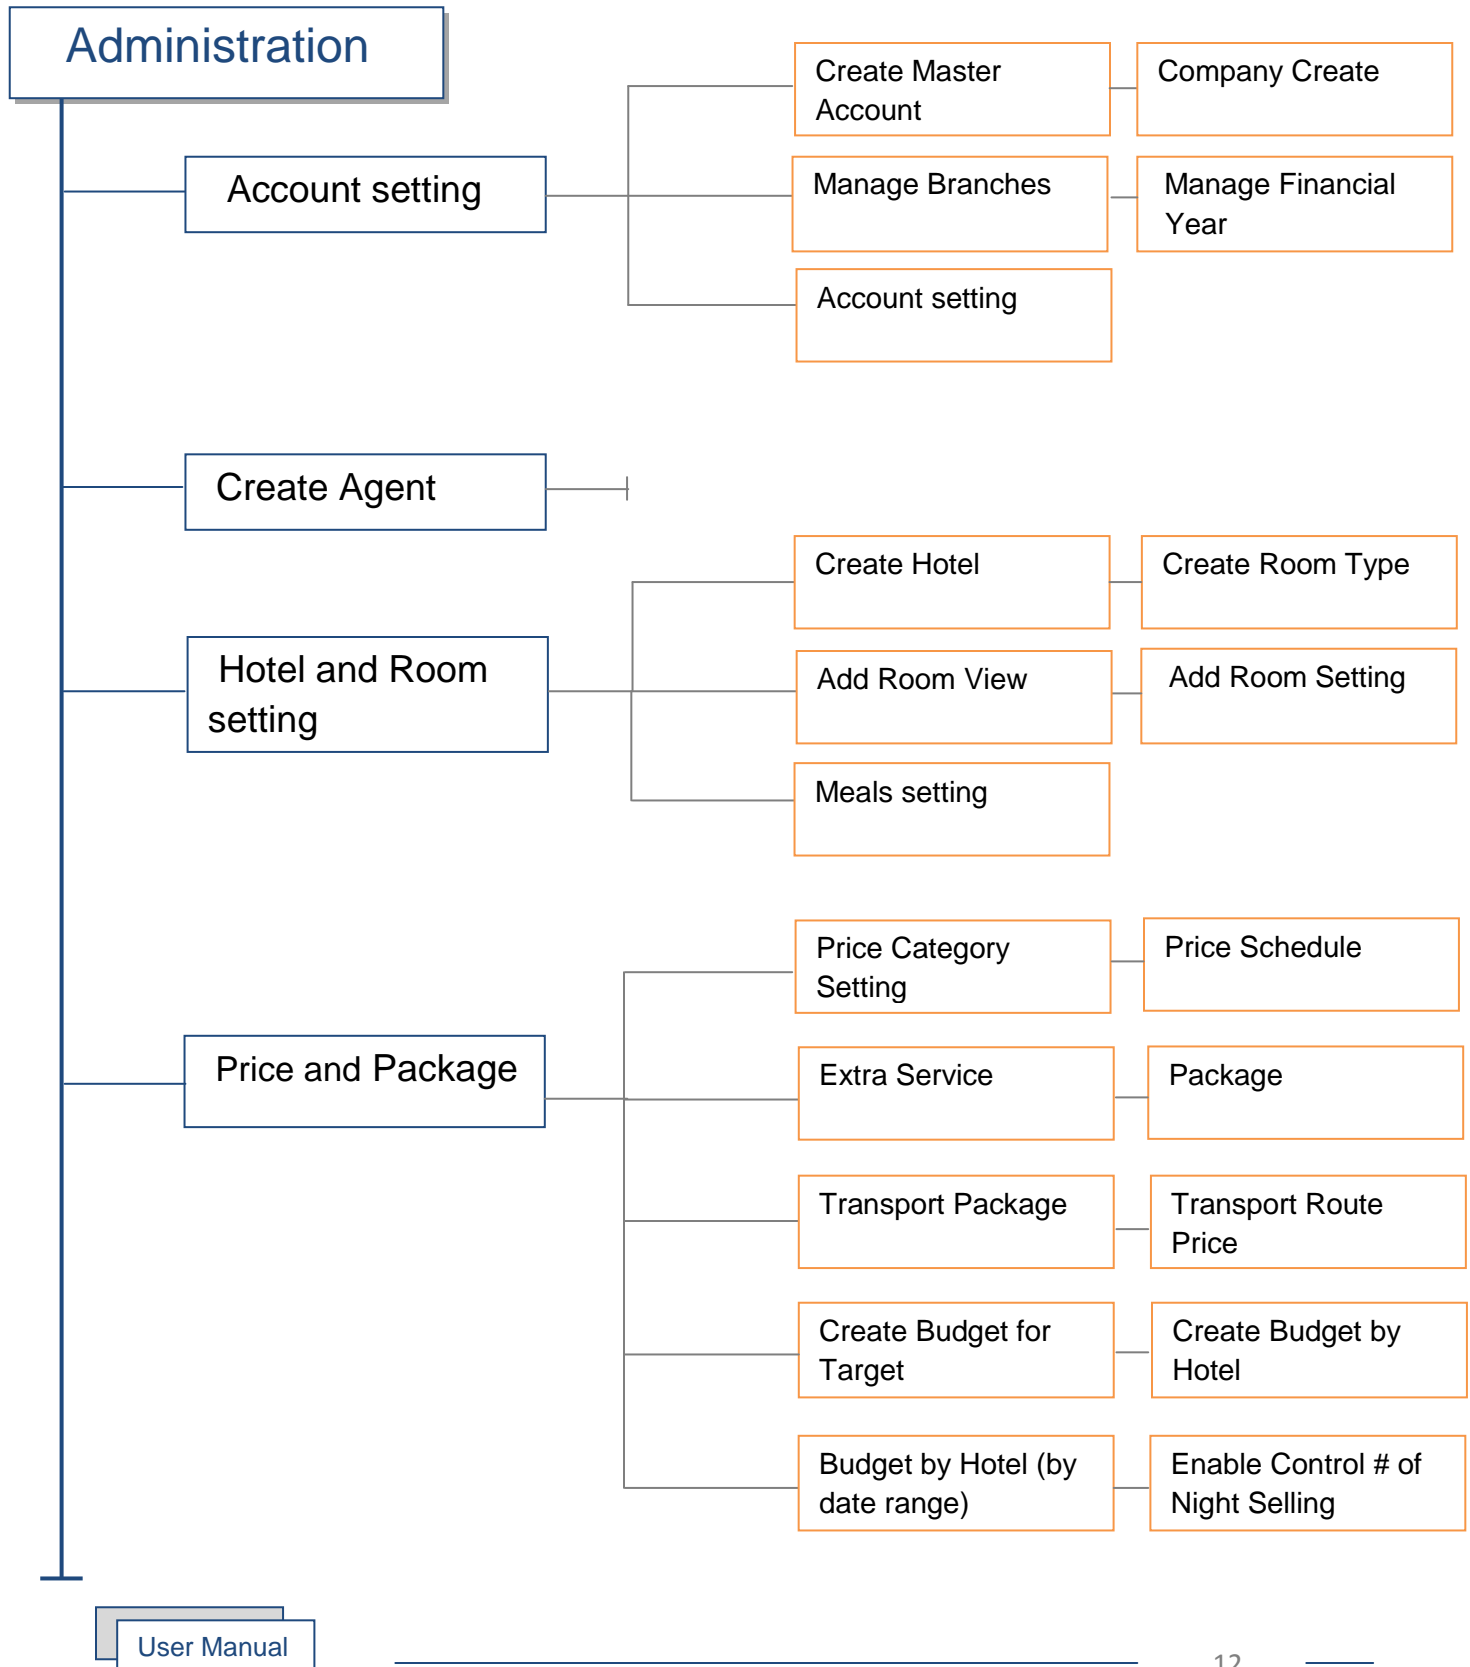 Administration
Create Master
Account
Company Create
Account setting
Manage Branches
Manage Financial
Year
Account setting
Create Agent
Create Hotel
Create Room Type
Hotel and Room
setting
Add Room View
Add Room Setting
Meals setting
Price Category
Setting
Price Schedule
Price and Package
Extra Service
Package
Transport Package
Transport Route
Price
Create Budget for
Target
Create Budget by
Hotel
Budget by Hotel (by
date range)
Enable Control # of
Night Selling
User Manual
12